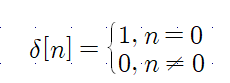 δ[n] = {1, n = 0
0, n ≠ 0